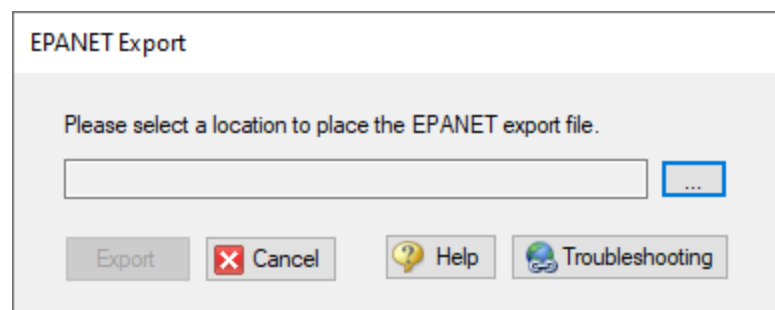 EPANET Export
Please select a location to place the EPANET export file.
...
Export Cancel Help Troubleshooting